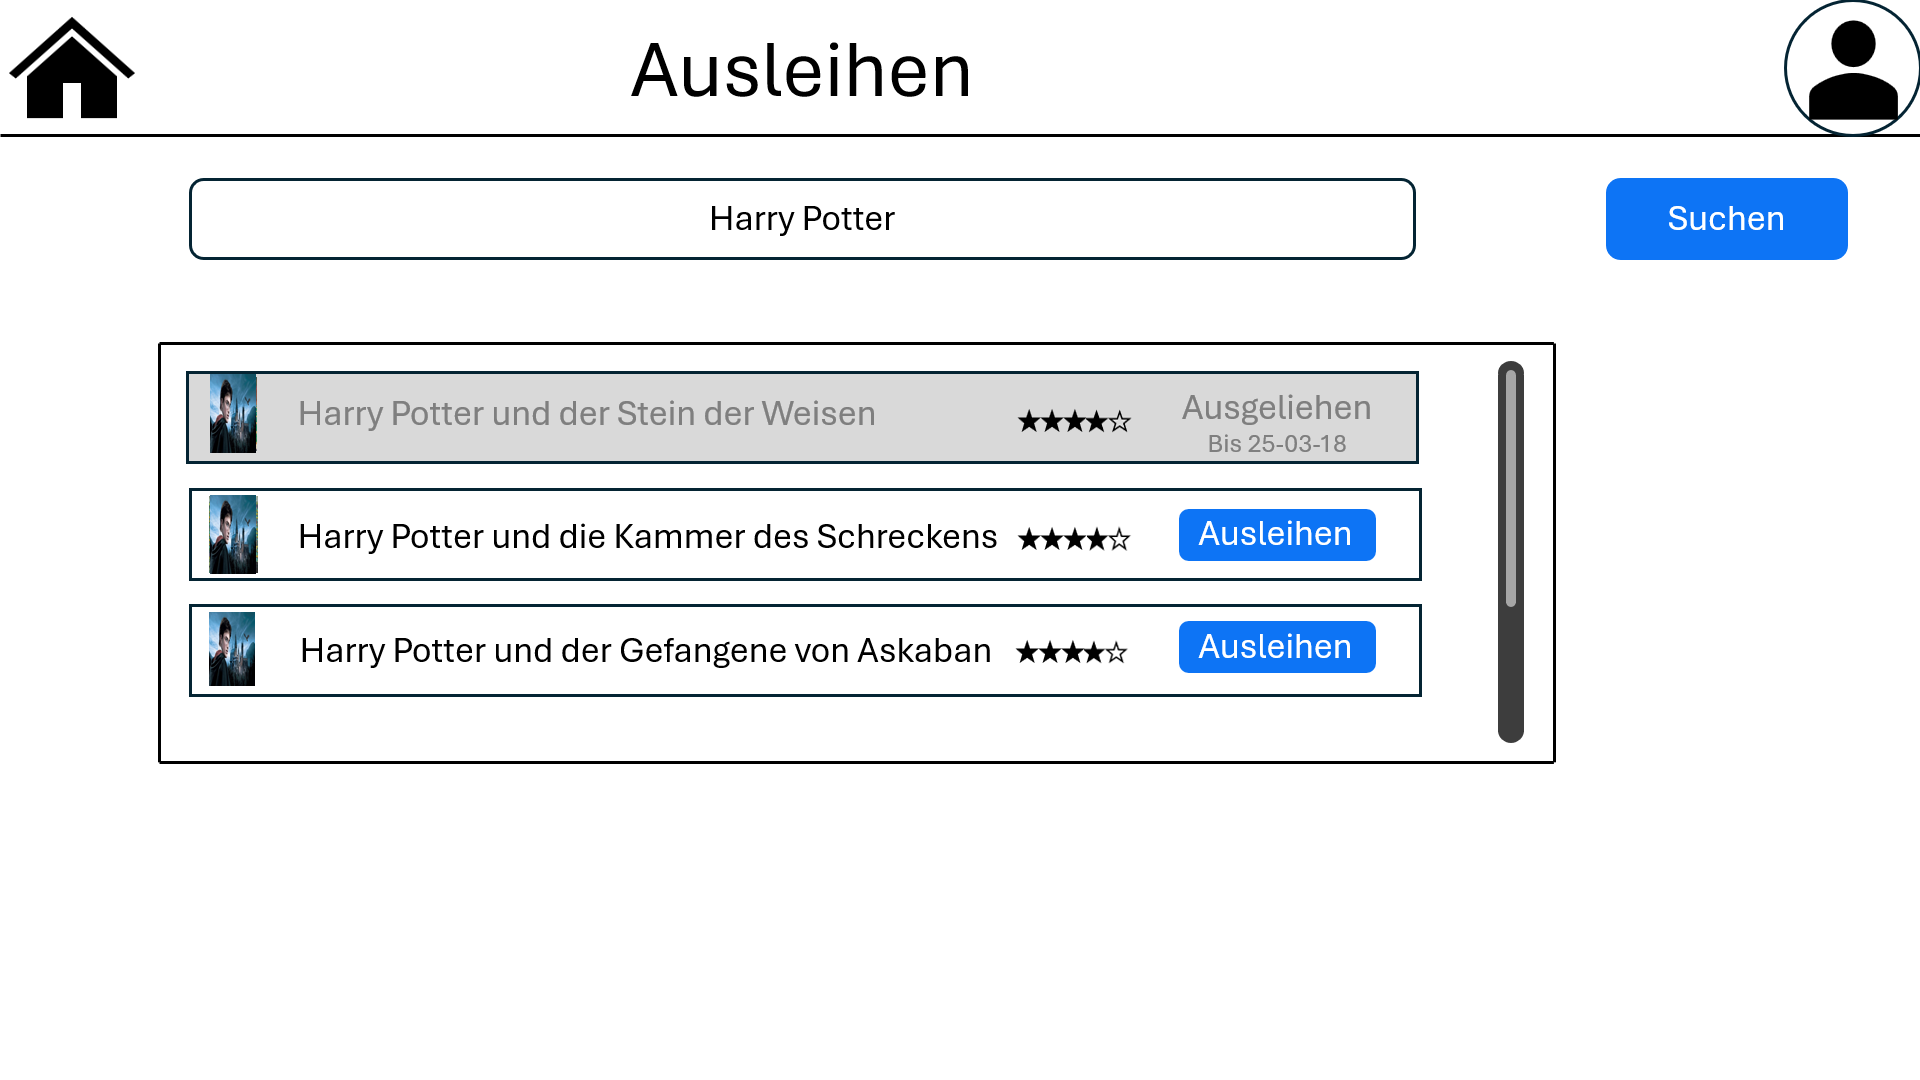 Ausleihen
Harry Potter
Suchen
Harry Potter und der Stein der Weisen ★★★★☆ Ausgeliehen
Bis 25-03-18
Harry Potter und die Kammer des Schreckens ★★★★☆ Ausleihen
Harry Potter und der Gefangene von Askaban ★★★★☆ Ausleihen